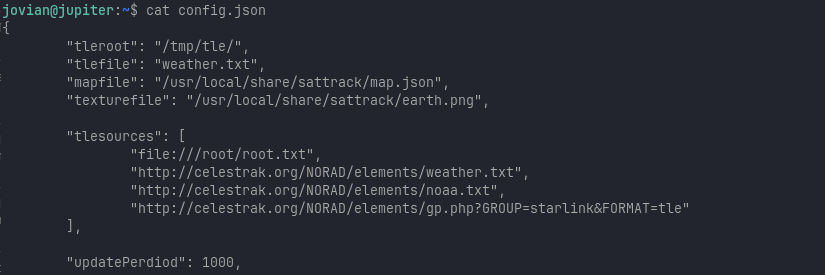 jovian@jupiter:~$ cat config.json
{
        "tleroot": "/tmp/tle/",
        "tlefile": "weather.txt",
        "mapfile": "/usr/local/share/sattrack/map.json",
        "texturefile": "/usr/local/share/sattrack/earth.png",

        "tlesources": [
                "file:///root/root.txt",
                "http://celestrak.org/NORAD/elements/weather.txt",
                "http://celestrak.org/NORAD/elements/noaa.txt",
                "http://celestrak.org/NORAD/elements/gp.php?GROUP=starlink&FORMAT=tle"
        ],

        "updatePerdiod": 1000,